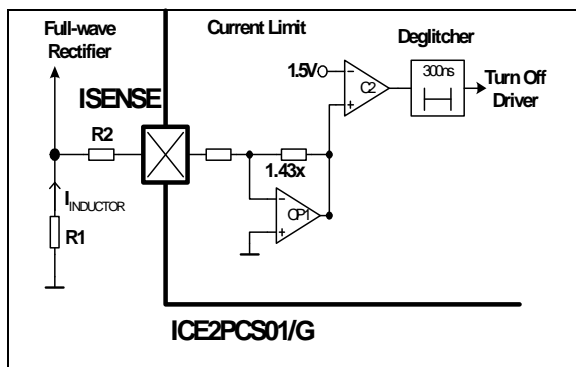 Full-wave
Rectifier
Current Limit
Deglitcher
1.5V
C2
300ns
Turn Off
Driver
ISENSE
R2
1.43x
IINDUCTOR
OP1
R1
ICE2PCS01/G